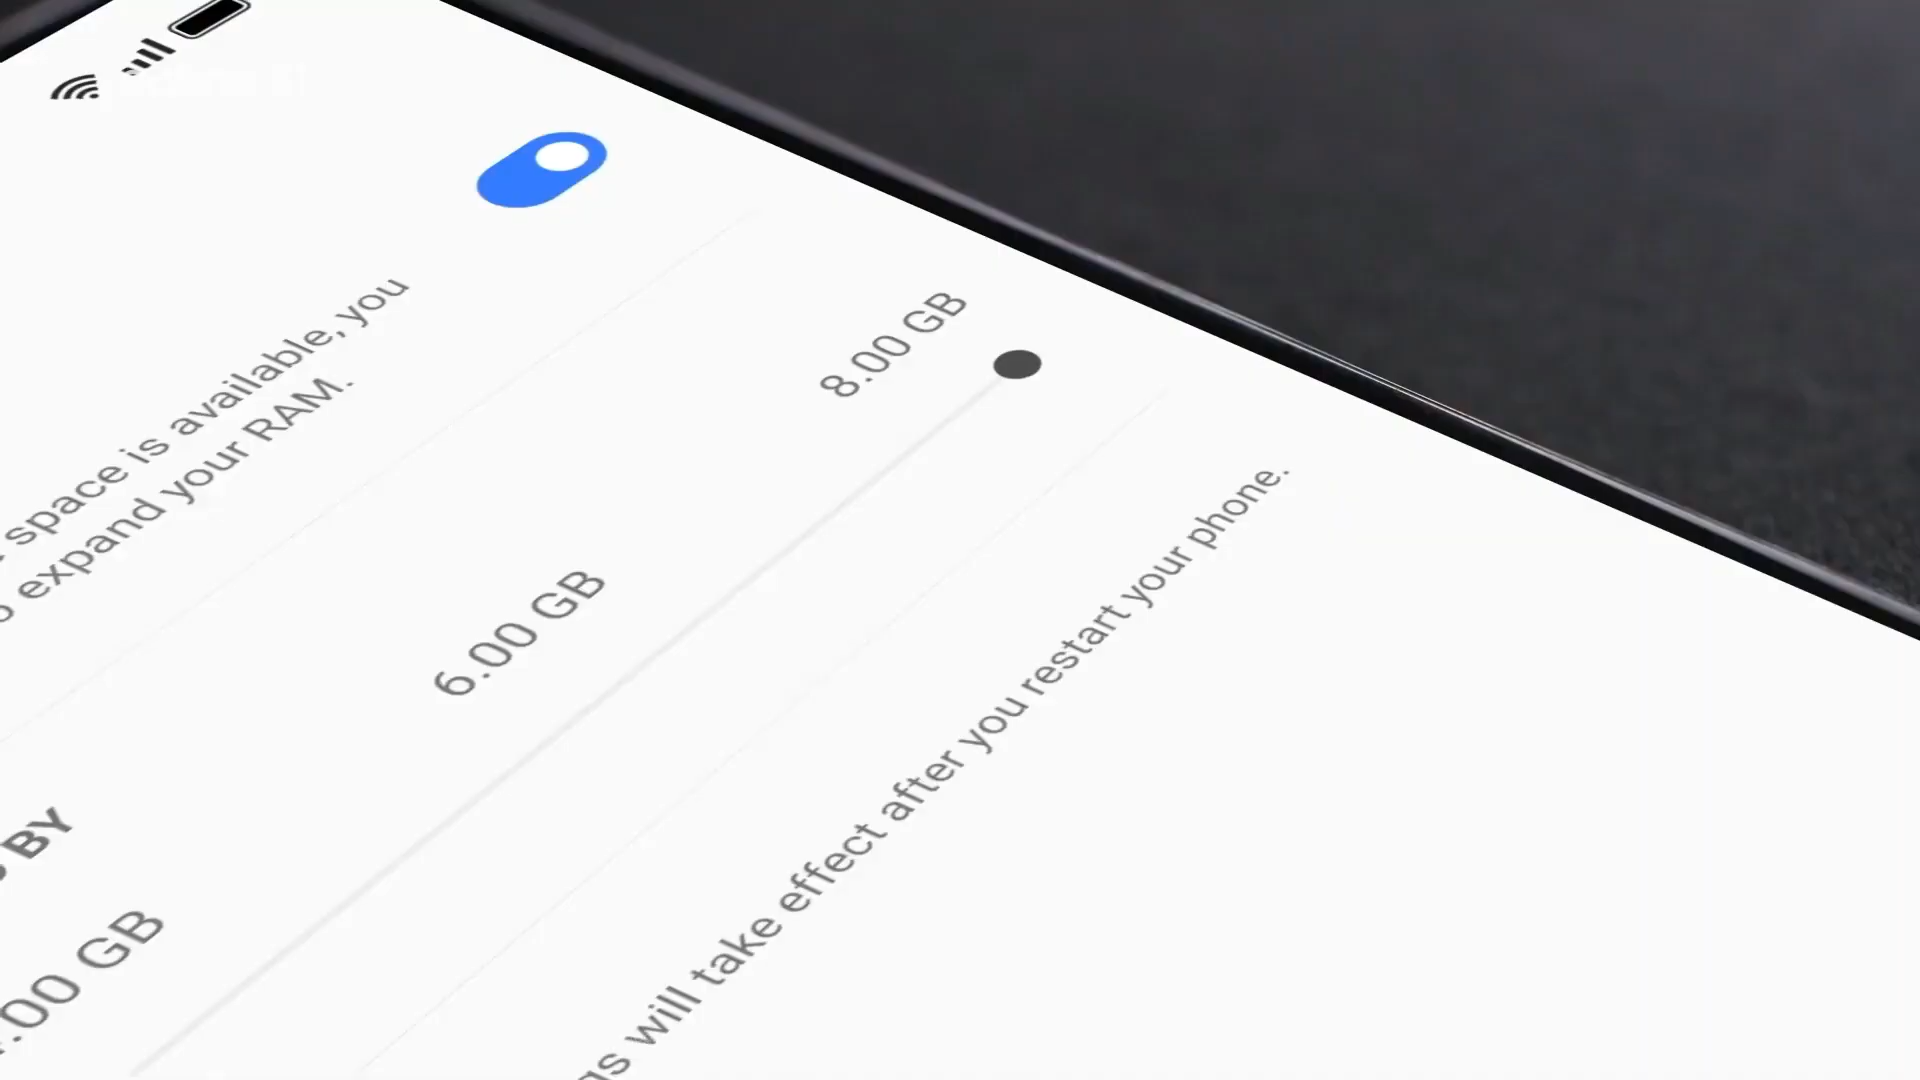 space is available, you
expand your RAM.
BY
.00 GB
6.00 GB
8.00 GB
will take effect after you restart your phone.